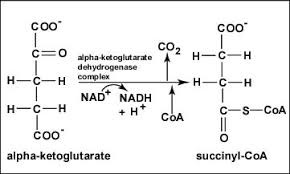 COO⁻
C = O
H — C — H
H — C — H
COO⁻
alpha-ketoglutarate
alpha-ketoglutarate
dehydrogenase
complex
NAD⁺
NADH
+ H⁺
CO₂
CoA
COO⁻
H — C — H
H — C — H
C — S — CoA
O
succinyl-CoA